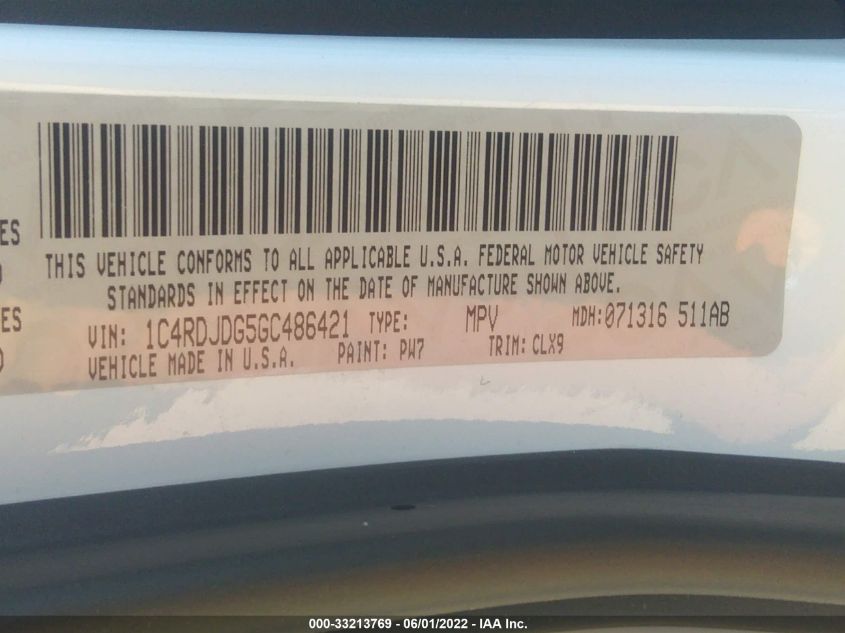 ES
THIS VEHICLE CONFORMS TO ALL APPLICABLE U.S.A. FEDERAL MOTOR VEHICLE SAFETY
STANDARDS IN EFFECT ON THE DATE OF MANUFACTURE SHOWN ABOVE.
ES
VIN: 1C4RDJDG5GC486421 TYPE: MPV MDH:071316 511AB
VEHICLE MADE IN U.S.A. PAINT: PW7 TRIM: CLX9
000-33213769 - 06/01/2022 - IAA Inc.